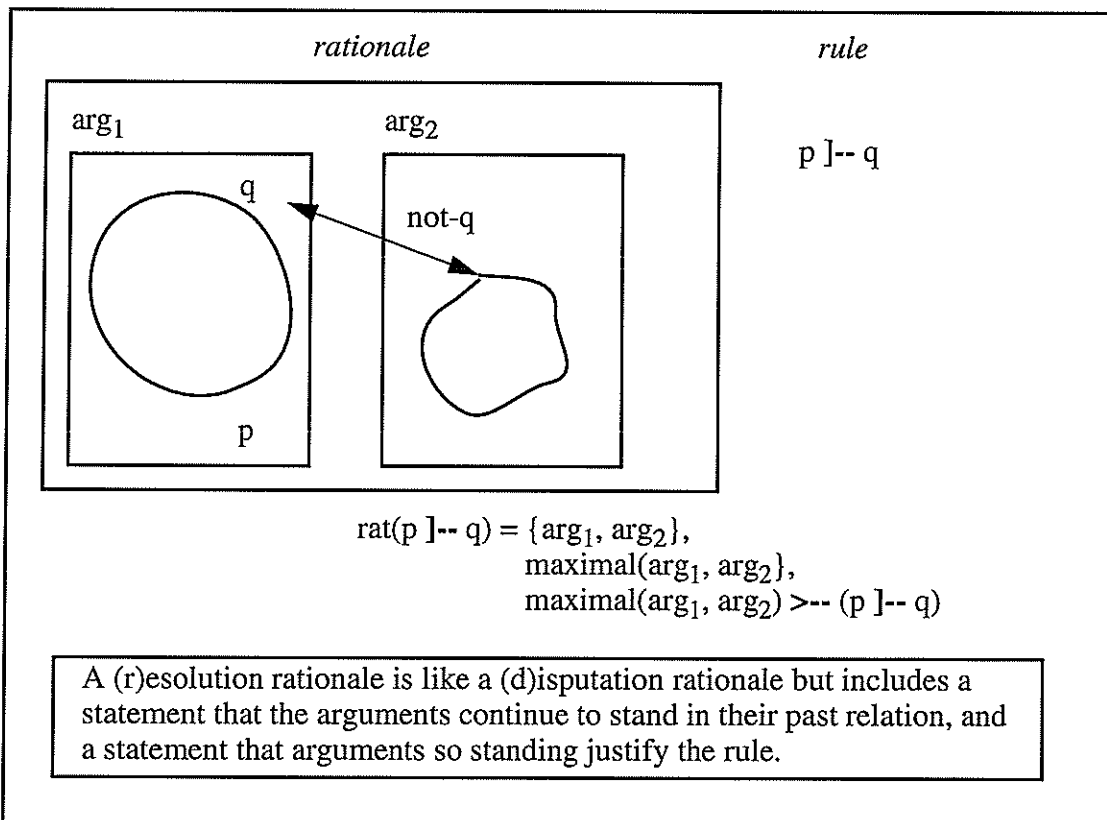 rationale rule
arg₁ arg₂
p ]-- q
q
not-q
p
rat(p ]-- q) = {arg₁, arg₂},
maximal(arg₁, arg₂},
maximal(arg₁, arg₂) >-- (p ]-- q)
A (r)esolution rationale is like a (d)isputation rationale but includes a
statement that the arguments continue to stand in their past relation, and
a statement that arguments so standing justify the rule.